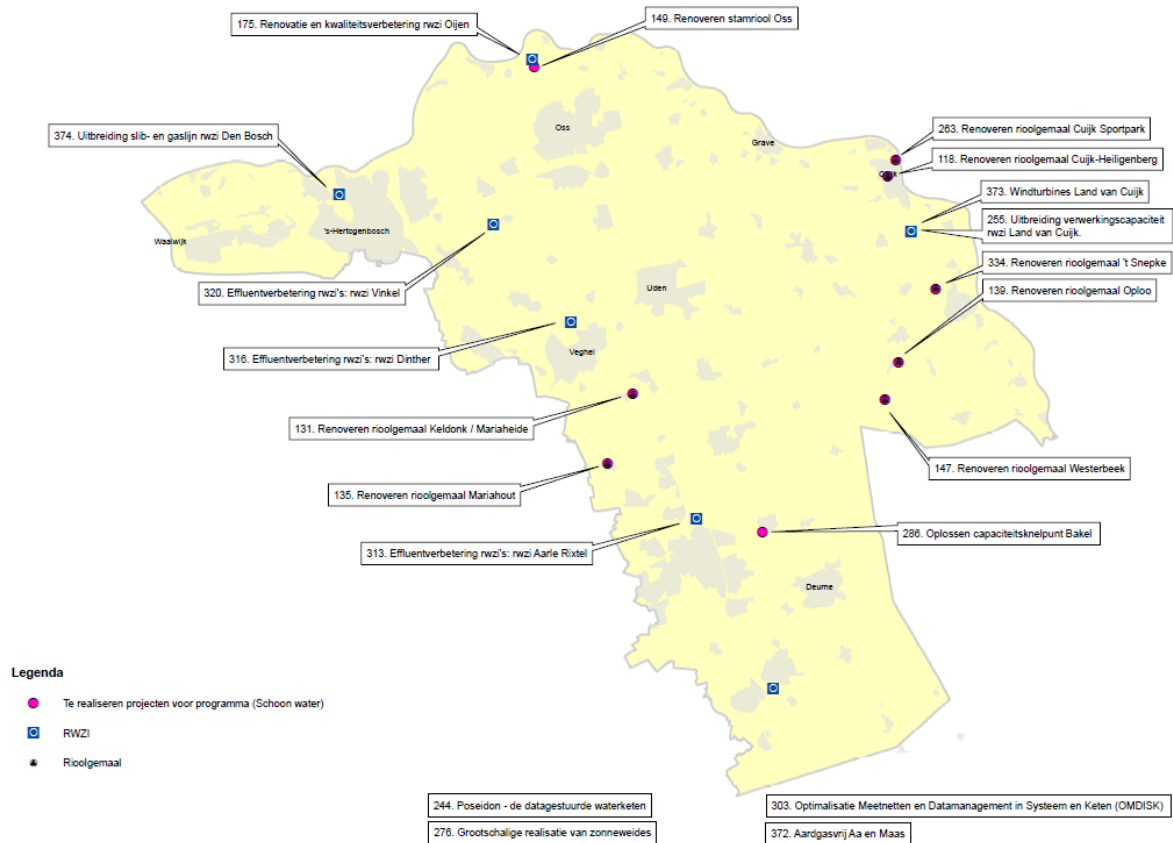 175. Renovatie en kwaliteitsverbetering rwzi Oijen
149. Renoveren stamriool Oss
374. Uitbreiding slib- en gaslijn rwzi Den Bosch
Oss
Grave
263. Renoveren rioolgemaal Cuijk Sportpark
118. Renoveren rioolgemaal Cuijk-Heiligenberg
373. Windturbines Land van Cuijk
255. Uitbreiding verwerkingscapaciteit
rwzi Land van Cuijk.
Waalwijk
's-Hertogenbosch
334. Renoveren rioolgemaal 't Snepke
320. Effluentverbetering rwzi's: rwzi Vinkel
Uden
139. Renoveren rioolgemaal Oploo
316. Effluentverbetering rwzi's: rwzi Dinther
Veghel
131. Renoveren rioolgemaal Keldonk / Mariaheide
147. Renoveren rioolgemaal Westerbeek
135. Renoveren rioolgemaal Mariahout
286. Oplossen capaciteitsknelpunt Bakel
313. Effluentverbetering rwzi's: rwzi Aarle Rixtel
Deurne
Legenda
Te realiseren projecten voor programma (Schoon water)
RWZI
Rioolgemaal
244. Poseidon - de datagestuurde waterketen
303. Optimalisatie Meetnetten en Datamanagement in Systeem en Keten (OMDISK)
276. Grootschalige realisatie van zonneweides
372. Aardgasvrij Aa en Maas